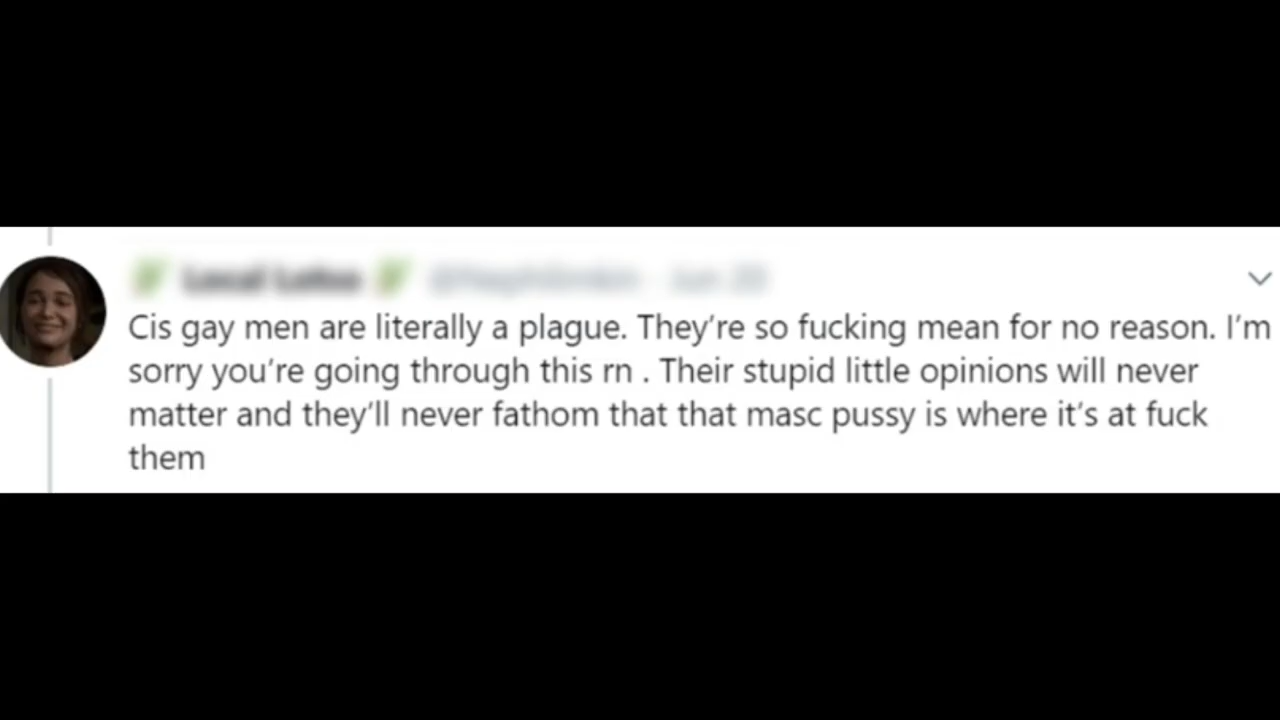 Cis gay men are literally a plague. They're so fucking mean for no reason. I'm
sorry you're going through this rn . Their stupid little opinions will never
matter and they'll never fathom that that masc pussy is where it's at fuck
them